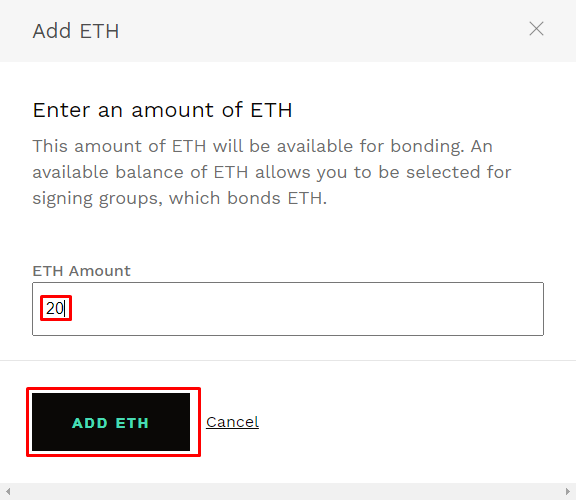 Add ETH
Enter an amount of ETH
This amount of ETH will be available for bonding. An
available balance of ETH allows you to be selected for
signing groups, which bonds ETH.
ETH Amount
20
ADD ETH
Cancel